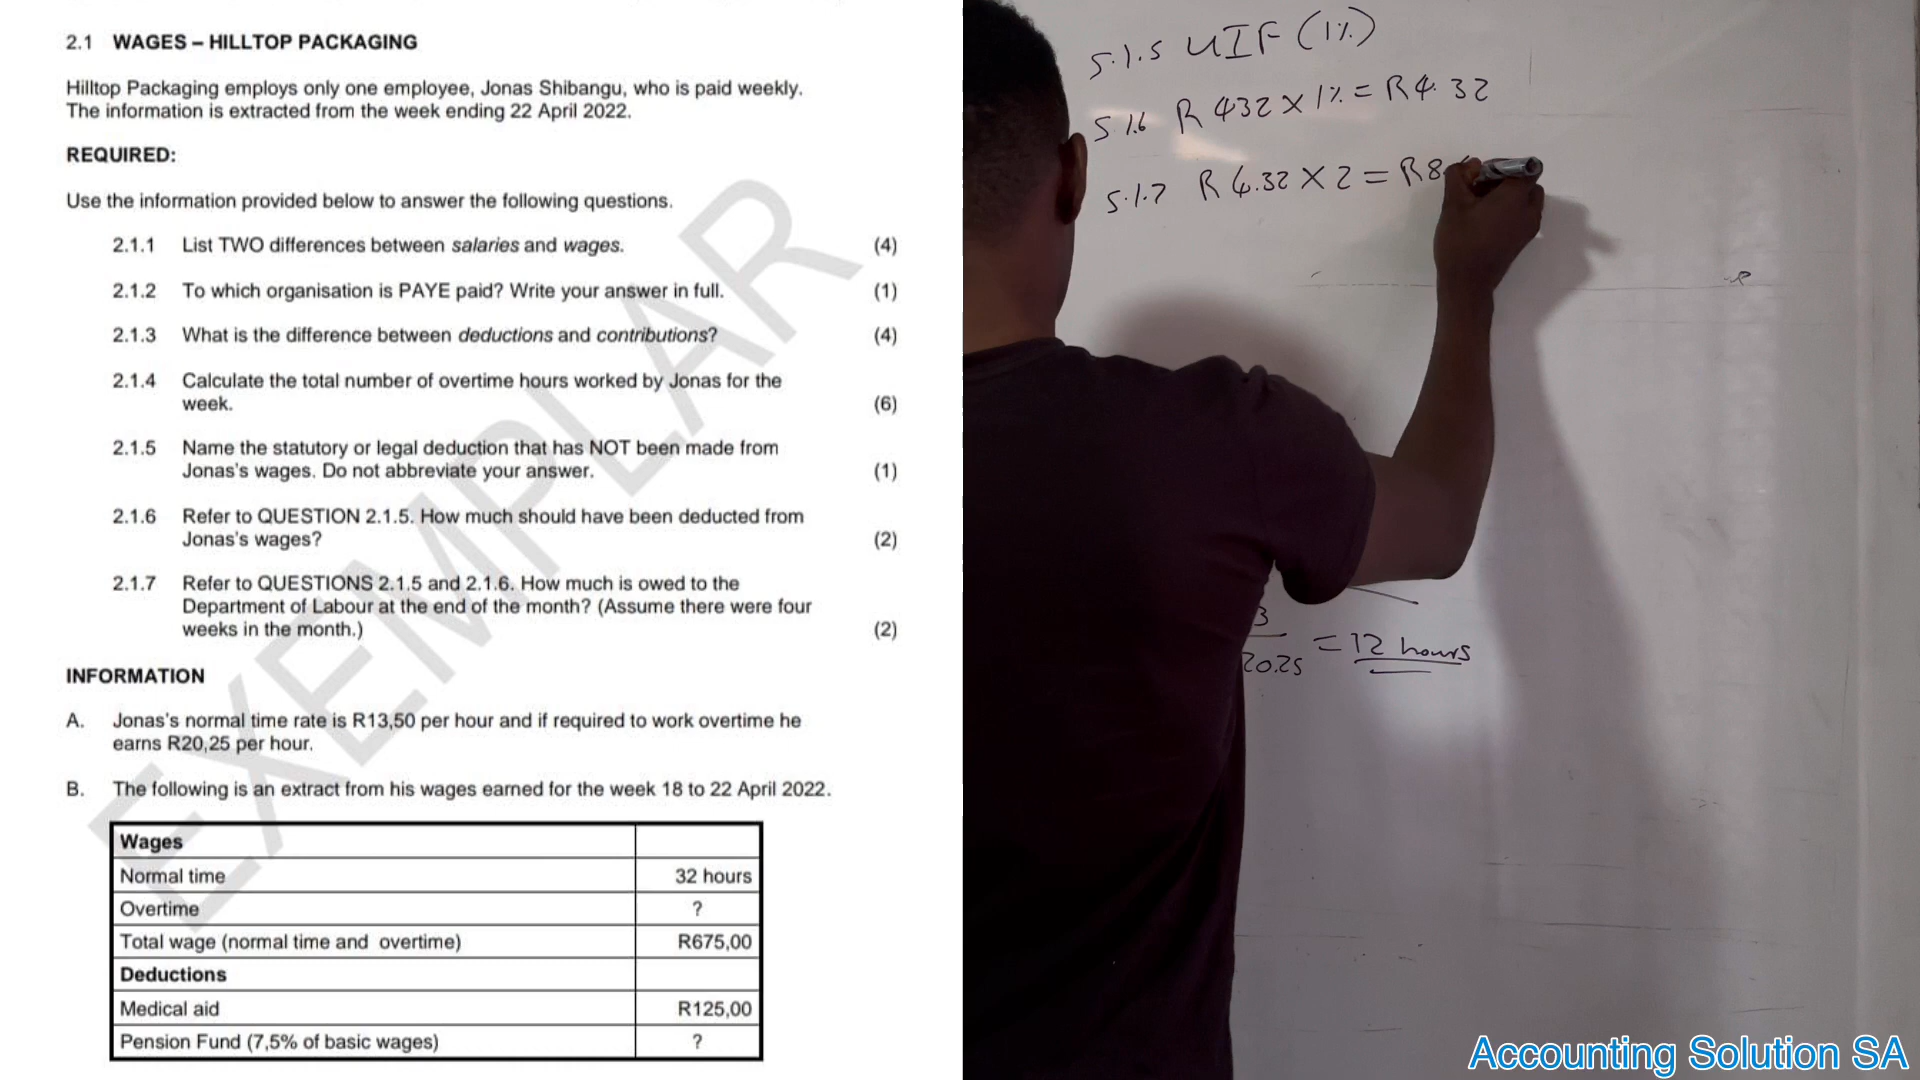 2.1 WAGES – HILLTOP PACKAGING
Hilltop Packaging employs only one employee, Jonas Shibangu, who is paid weekly.
The information is extracted from the week ending 22 April 2022.
REQUIRED:
Use the information provided below to answer the following questions.
2.1.1 List TWO differences between salaries and wages. (4)
2.1.2 To which organisation is PAYE paid? Write your answer in full. (1)
2.1.3 What is the difference between deductions and contributions? (4)
2.1.4 Calculate the total number of overtime hours worked by Jonas for the
week. (6)
2.1.5 Name the statutory or legal deduction that has NOT been made from
Jonas's wages. Do not abbreviate your answer. (1)
2.1.6 Refer to QUESTION 2.1.5. How much should have been deducted from
Jonas's wages? (2)
2.1.7 Refer to QUESTIONS 2.1.5 and 2.1.6. How much is owed to the
Department of Labour at the end of the month? (Assume there were four
weeks in the month.) (2)
INFORMATION
A. Jonas's normal time rate is R13,50 per hour and if required to work overtime he
earns R20,25 per hour.
B. The following is an extract from his wages earned for the week 18 to 22 April 2022.
Wages
Normal time 32 hours
Overtime ?
Total wage (normal time and overtime) R675,00
Deductions
Medical aid R125,00
Pension Fund (7,5% of basic wages) ?
EXEMPLAR
5.1.5 UIF (1%)
5.1.6 R 432 X 1% = R4.32
5.1.7 R 4.32 X 2 = R8.
3
20.25 = 12 hours
Accounting Solution SA